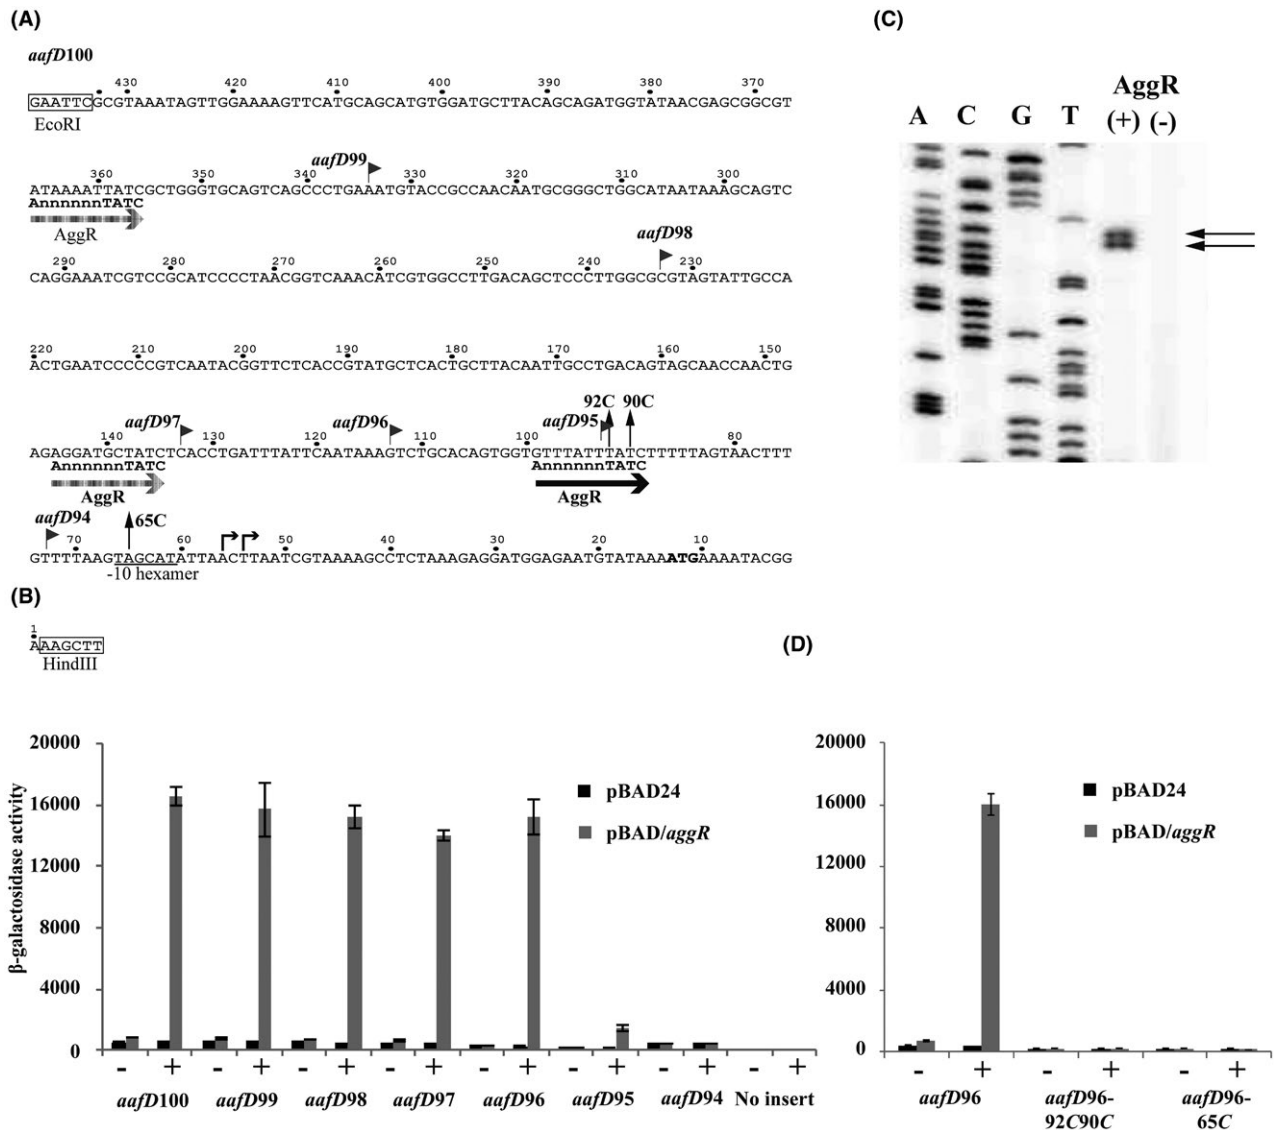 (A)
aafD100
430 420 410 400 390 380 370
GAATTCGCGTAAATAGTTGGAAAAGTTCATGCAGCATGTGGATGCTTACAGCAGATGGTATAACGAGCGGCGT
EcoRI
aafD99
360 350 340 330 320 310 300
ATAAAATTATCGCTGGGTGCAGTCAGCCCTGAAATGTACCGCCAACAATGCGGGCTGGCATAATAAAGCAGTC
AnnnnnnTATC
AggR
aafD98
290 280 270 260 250 240 230
CAGGAAATCGTCCGCATCCCCTAACGGTCAAACATCGTGGCCTTGACAGCTCCCTTGGCGCGTAGTATTGCCA
220 210 200 190 180 170 160 150
ACTGAATCCCCCGTCAATACGGTTCTCACCGTATGCTCACTGCTTACAATTGCCTGACAGTAGCAACCAACTG
92C 90C
aafD97 aafD96 aafD95
140 130 120 110 100 80
AGAGGATGCTATCTCACCTGATTTATTCAATAAAGTCTGCACAGTGGTGTTTATTTATCTTTTTAGTAACTTT
AnnnnnnTATC AnnnnnnTATC
AggR AggR
aafD94 65C
70 60 50 40 30 20 10
GTTTTAAGTAGCATATTAACTTAATCGTAAAAGCCTCTAAAGAGGATGGAGAATGTATAAAATGAAAATACGG
-10 hexamer
1
AAAGCTT
HindIII
(B)
β-galactosidase activity
20000
16000
12000
8000
4000
0
pBAD24
pBAD/aggR
- + - + - + - + - + - + - + - +
aafD100 aafD99 aafD98 aafD97 aafD96 aafD95 aafD94 No insert
(C)
AggR
A C G T (+) (-)
(D)
20000
16000
12000
8000
4000
0
pBAD24
pBAD/aggR
- + - + - +
aafD96 aafD96- aafD96-
92C90C 65C